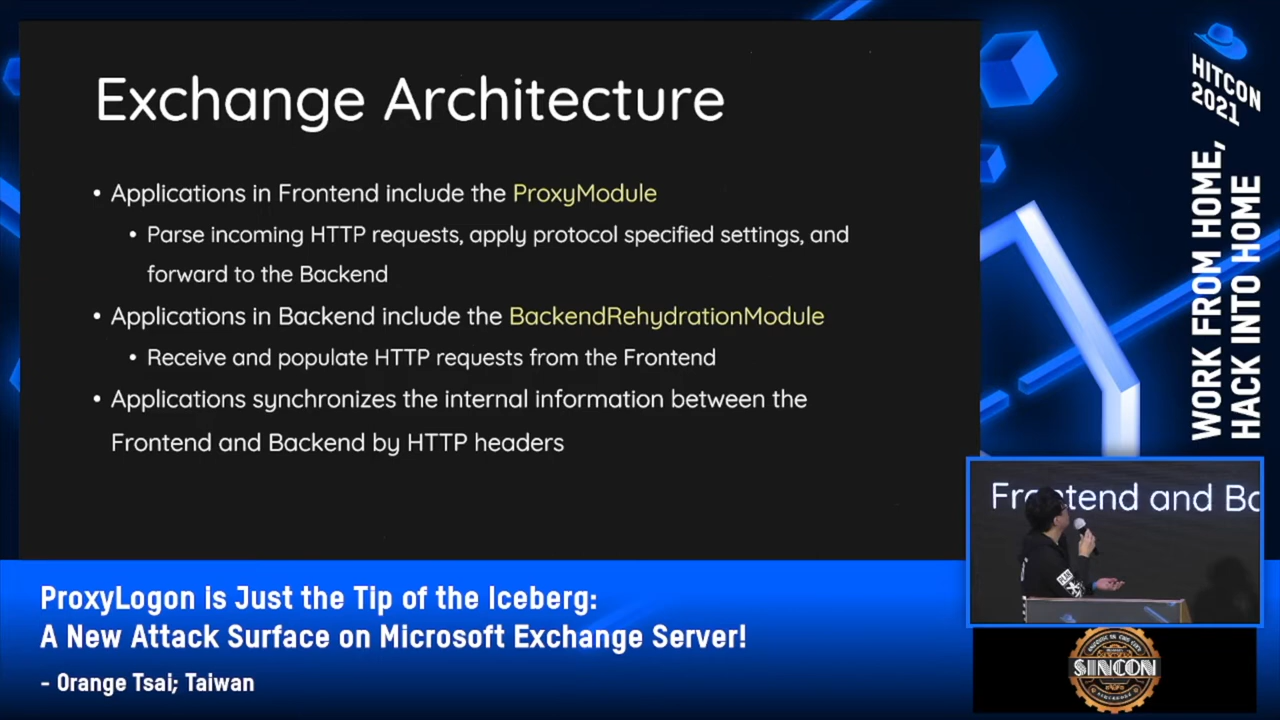 Exchange Architecture
• Applications in Frontend include the ProxyModule
• Parse incoming HTTP requests, apply protocol specified settings, and
forward to the Backend
• Applications in Backend include the BackendRehydrationModule
• Receive and populate HTTP requests from the Frontend
• Applications synchronizes the internal information between the
Frontend and Backend by HTTP headers
HITCON
2021
WORK FROM HOME,
HACK INTO HOME
Frontend and Bac
ProxyLogon is Just the Tip of the Iceberg:
A New Attack Surface on Microsoft Exchange Server!
- Orange Tsai; Taiwan
SINCON